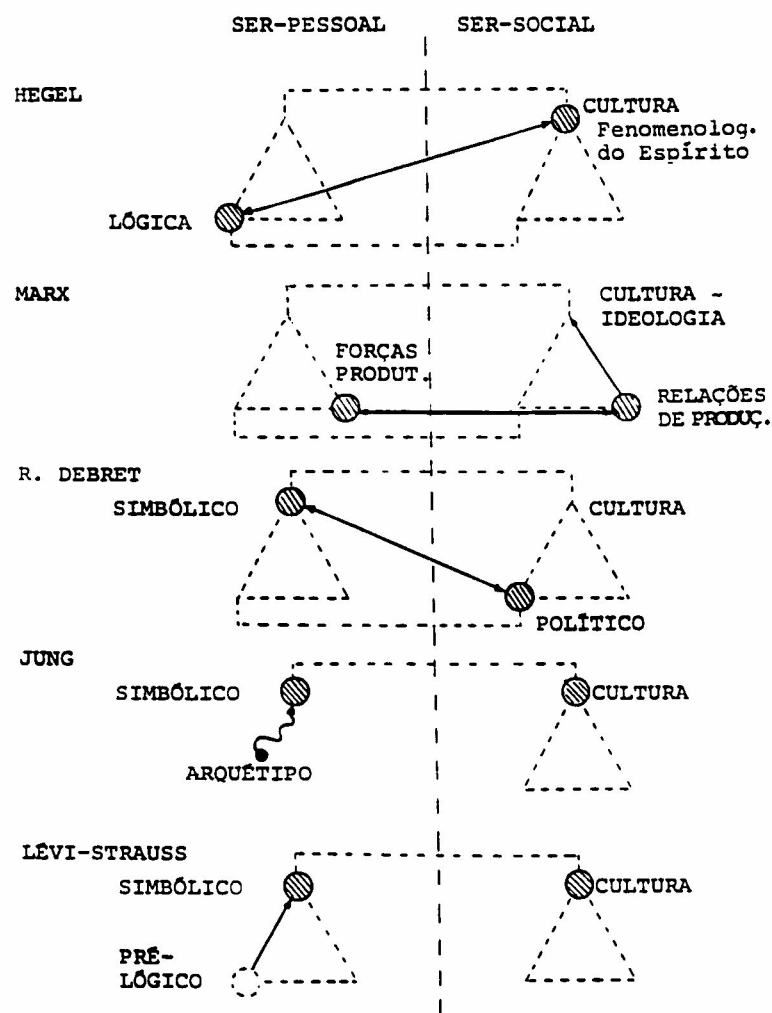 SER-PESSOAL SER-SOCIAL
HEGEL
CULTURA
Fenomenolog.
do Espírito
LÓGICA
MARX
CULTURA -
IDEOLOGIA
FORÇAS
PRODUT.
RELAÇÕES
DE PRODUÇ.
R. DEBRET
SIMBÓLICO
CULTURA
POLÍTICO
JUNG
SIMBÓLICO
CULTURA
ARQUÉTIPO
LÉVI-STRAUSS
SIMBÓLICO
CULTURA
PRÉ-
LÓGICO